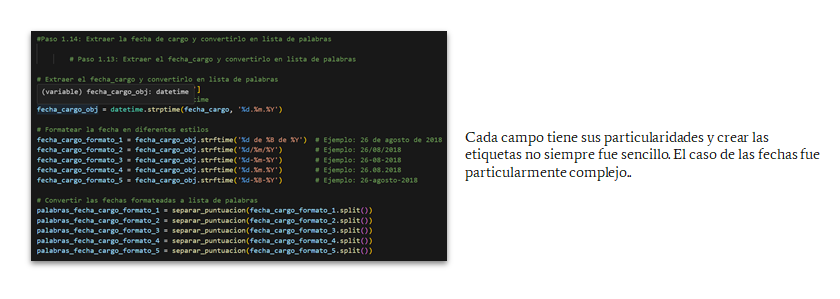 #Paso 1.14: Extraer la fecha de cargo y convertirlo en lista de palabras
# Paso 1.13: Extraer el fecha_cargo y convertirlo en lista de palabras
# Extraer el fecha_cargo y convertirlo en lista de palabras
(variable) fecha_cargo_obj: datetime
']
ime
fecha_cargo_obj = datetime.strptime(fecha_cargo, '%d.%m.%Y')
# Formatear la fecha en diferentes estilos
fecha_cargo_formato_1 = fecha_cargo_obj.strftime('%d de %B de %Y') # Ejemplo: 26 de agosto de 2018
fecha_cargo_formato_2 = fecha_cargo_obj.strftime('%d/%m/%Y') # Ejemplo: 26/08/2018
fecha_cargo_formato_3 = fecha_cargo_obj.strftime('%d-%m-%Y') # Ejemplo: 26-08-2018
fecha_cargo_formato_4 = fecha_cargo_obj.strftime('%d.%m.%Y') # Ejemplo: 26.08.2018
fecha_cargo_formato_5 = fecha_cargo_obj.strftime('%d-%B-%Y') # Ejemplo: 26-agosto-2018
# Convertir las fechas formateadas a lista de palabras
palabras_fecha_cargo_formato_1 = separar_puntuacion(fecha_cargo_formato_1.split())
palabras_fecha_cargo_formato_2 = separar_puntuacion(fecha_cargo_formato_2.split())
palabras_fecha_cargo_formato_3 = separar_puntuacion(fecha_cargo_formato_3.split())
palabras_fecha_cargo_formato_4 = separar_puntuacion(fecha_cargo_formato_4.split())
palabras_fecha_cargo_formato_5 = separar_puntuacion(fecha_cargo_formato_5.split())
Cada campo tiene sus particularidades y crear las
etiquetas no siempre fue sencillo. El caso de las fechas fue
particularmente complejo..